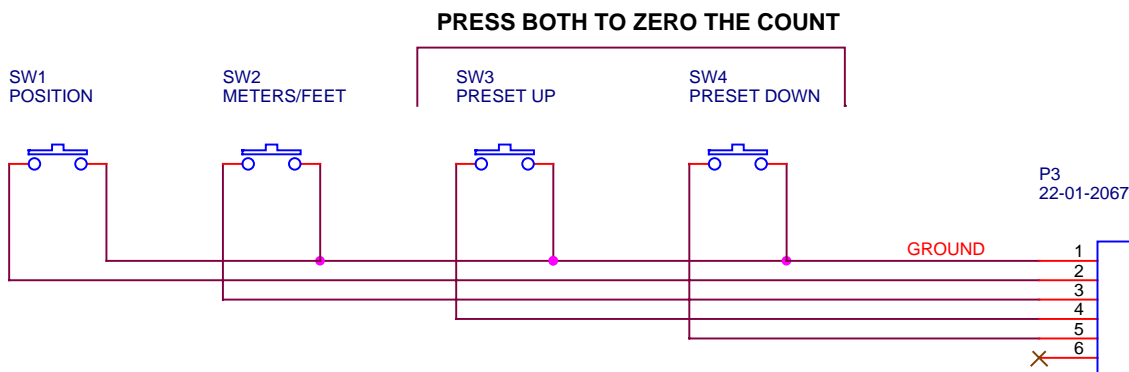 PRESS BOTH TO ZERO THE COUNT
SW1
POSITION
SW2
METERS/FEET
SW3
PRESET UP
SW4
PRESET DOWN
P3
22-01-2067
GROUND
1
2
3
4
5
6